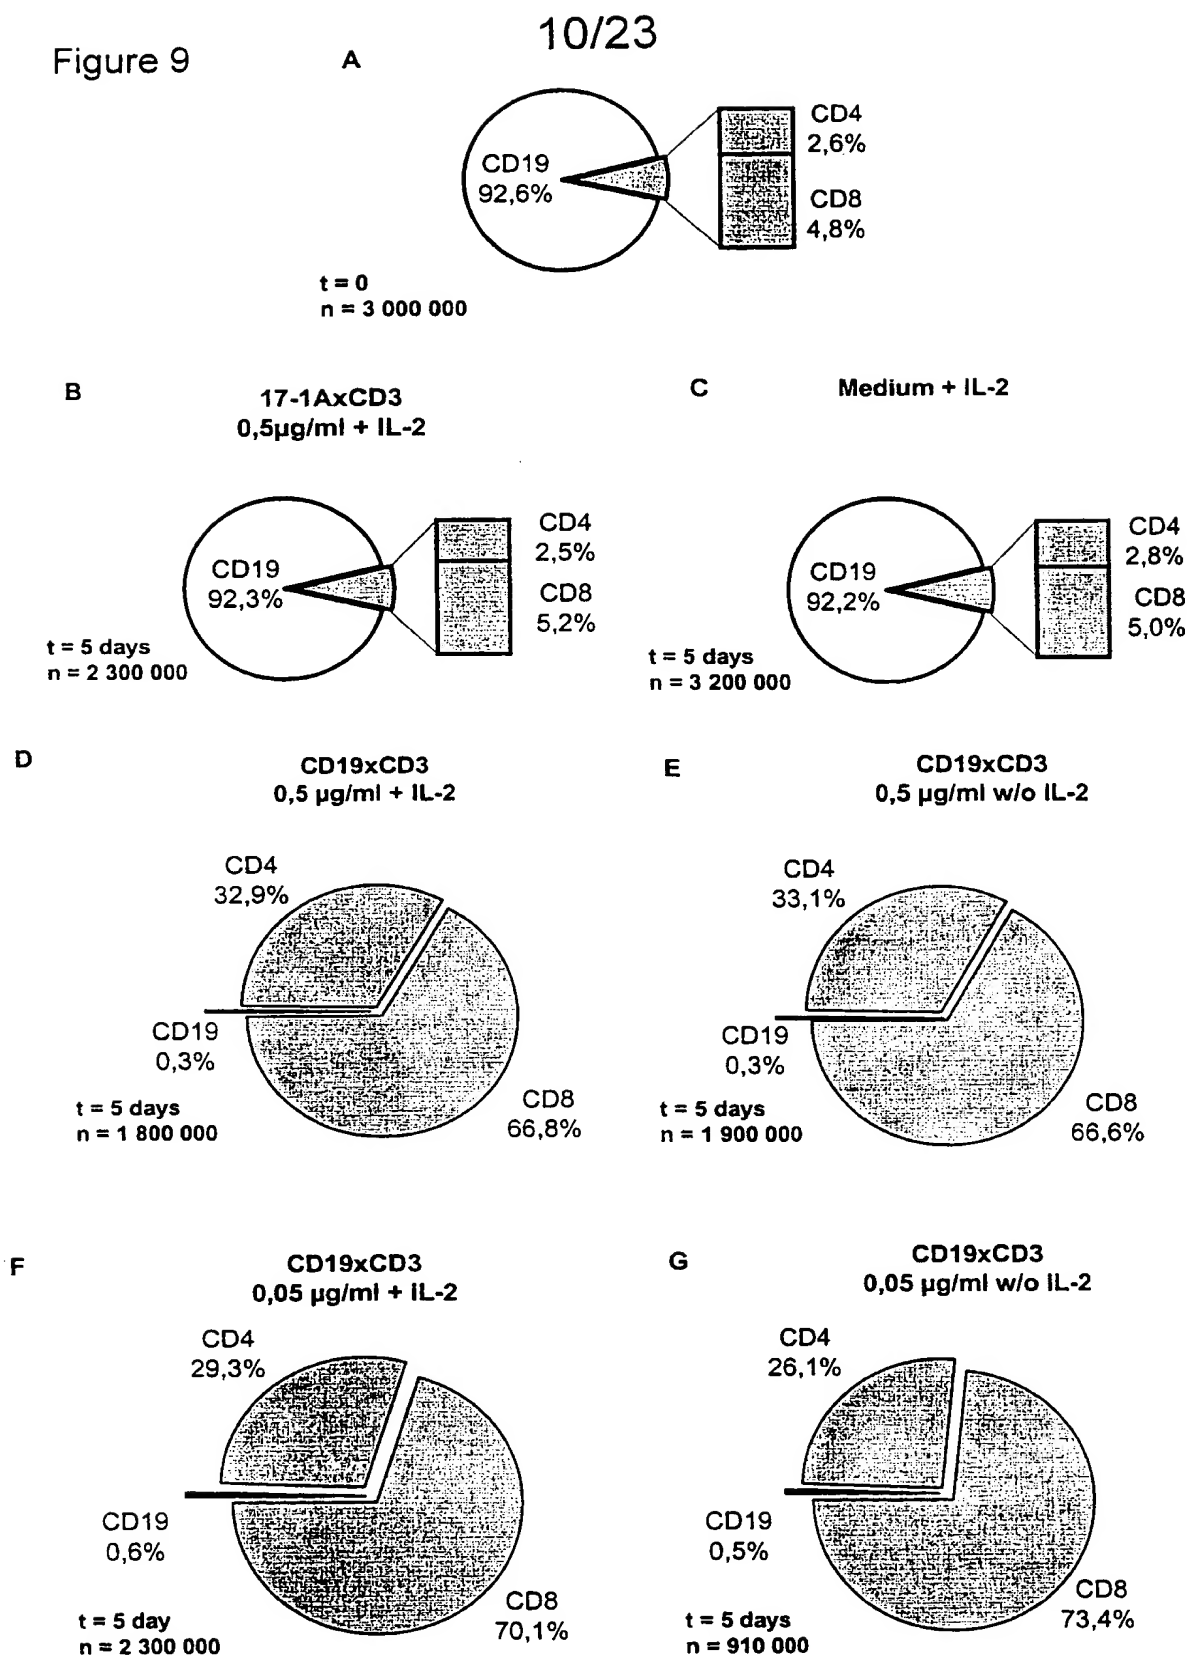 10/23
Figure 9
A
CD19
92,6%
CD4
2,6%
CD8
4,8%
t = 0
n = 3 000 000
B
17-1AxCD3
0,5µg/ml + IL-2
CD19
92,3%
CD4
2,5%
CD8
5,2%
t = 5 days
n = 2 300 000
C
Medium + IL-2
CD19
92,2%
CD4
2,8%
CD8
5,0%
t = 5 days
n = 3 200 000
D
CD19xCD3
0,5 µg/ml + IL-2
CD4
32,9%
CD19
0,3%
CD8
66,8%
t = 5 days
n = 1 800 000
E
CD19xCD3
0,5 µg/ml w/o IL-2
CD4
33,1%
CD19
0,3%
CD8
66,6%
t = 5 days
n = 1 900 000
F
CD19xCD3
0,05 µg/ml + IL-2
CD4
29,3%
CD19
0,6%
CD8
70,1%
t = 5 day
n = 2 300 000
G
CD19xCD3
0,05 µg/ml w/o IL-2
CD4
26,1%
CD19
0,5%
CD8
73,4%
t = 5 days
n = 910 000